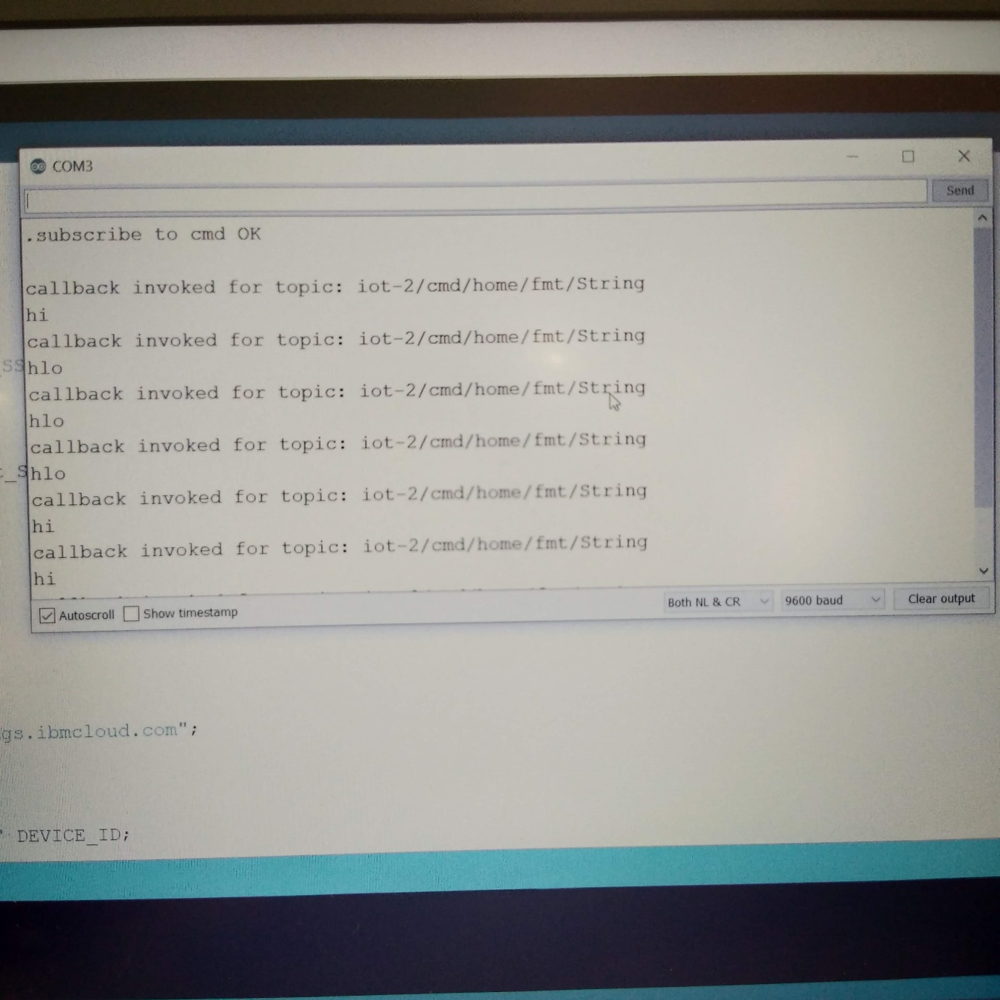 COM3
Send
.subscribe to cmd OK
callback invoked for topic: iot-2/cmd/home/fmt/String
hi
callback invoked for topic: iot-2/cmd/home/fmt/String
hlo
callback invoked for topic: iot-2/cmd/home/fmt/String
hlo
callback invoked for topic: iot-2/cmd/home/fmt/String
hlo
callback invoked for topic: iot-2/cmd/home/fmt/String
hi
callback invoked for topic: iot-2/cmd/home/fmt/String
hi
Autoscroll Show timestamp Both NL & CR 9600 baud Clear output
gs.ibmcloud.com";
DEVICE_ID;